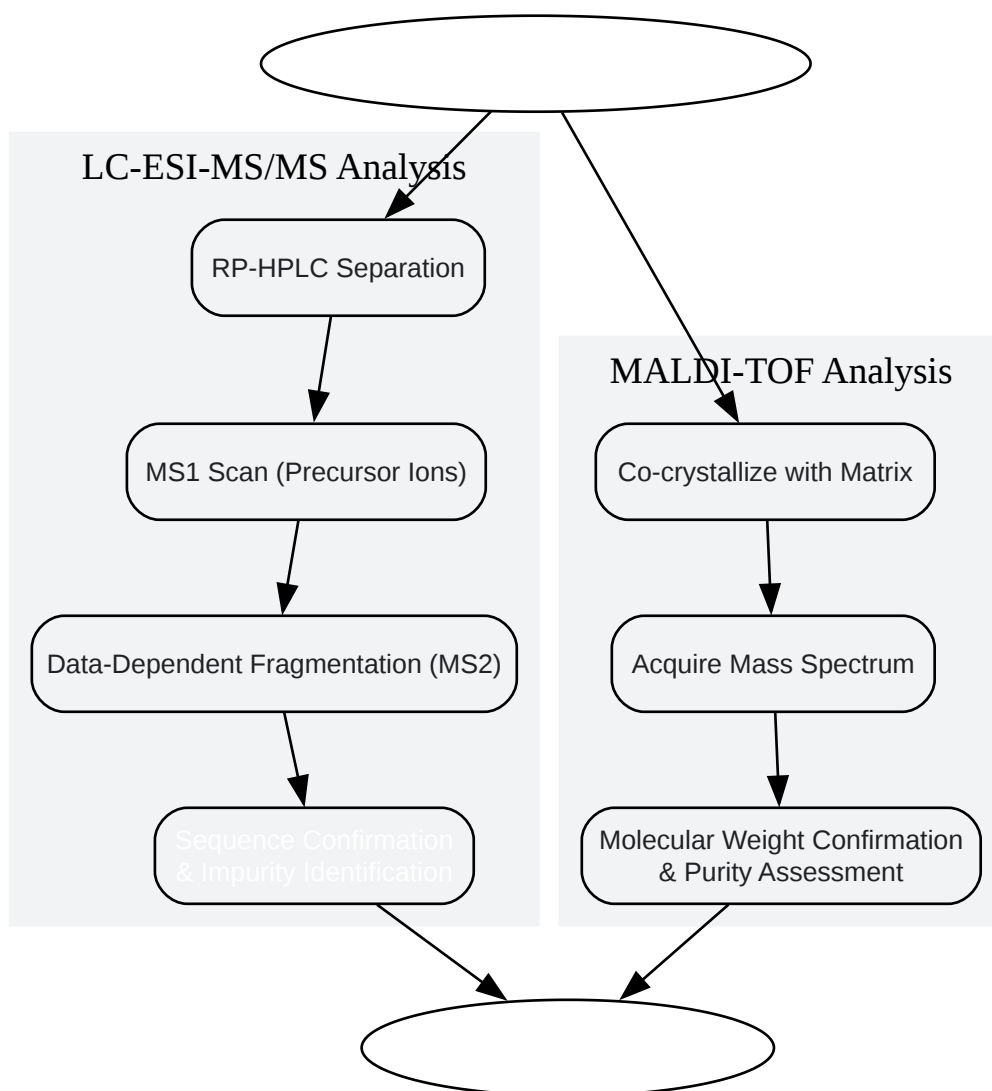 LC-ESI-MS/MS Analysis
RP-HPLC Separation
MS1 Scan (Precursor Ions)
Data-Dependent Fragmentation (MS2)
Sequence Confirmation
& Impurity Identification
MALDI-TOF Analysis
Co-crystallize with Matrix
Acquire Mass Spectrum
Molecular Weight Confirmation
& Purity Assessment